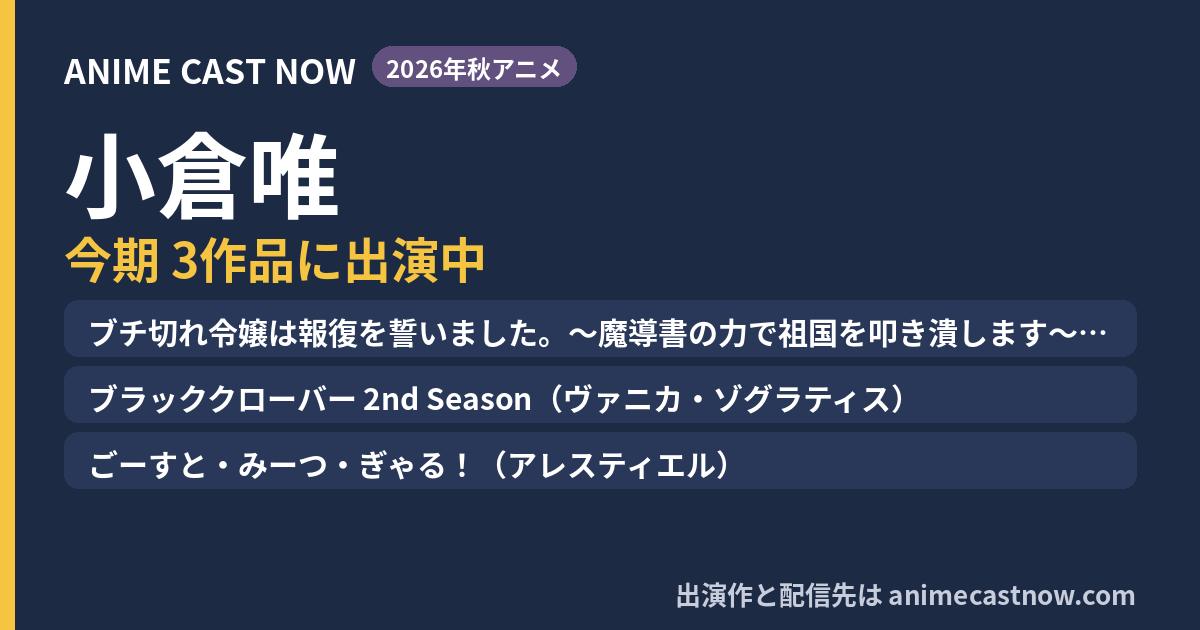 ANIME CAST NOW 2026年秋アニメ
小倉唯
今期 3作品に出演中
ブチ切れ令嬢は報復を誓いました。〜魔導書の力で祖国を叩き潰します〜…
ブラッククローバー 2nd Season（ヴァニカ・ゾグラティス）
ごーすと・みーつ・ぎゃる！（アレスティエル）
出演作と配信先は animecastnow.com